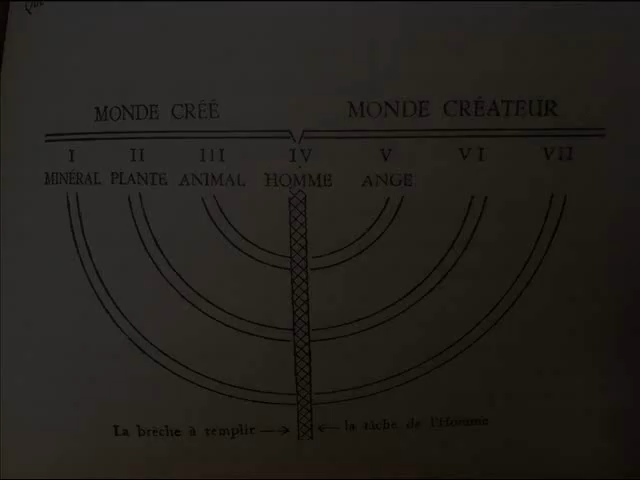 MONDE CRÉÉ MONDE CRÉATEUR
I II III IV V VI VII
MINÉRAL PLANTE ANIMAL HOMME ANGE
La brèche à remplir la tâche de l'Homme